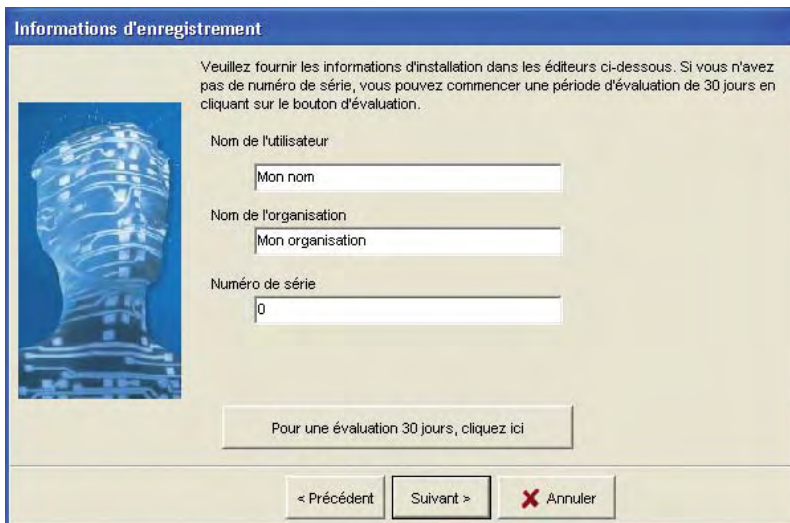 Informations d'enregistrement
Veuillez fournir les informations d'installation dans les éditeurs ci-dessous. Si vous n'avez
pas de numéro de série, vous pouvez commencer une période d'évaluation de 30 jours en
cliquant sur le bouton d'évaluation.
Nom de l'utilisateur
Mon nom
Nom de l'organisation
Mon organisation
Numéro de série
0
Pour une évaluation 30 jours, cliquez ici
< Précédent
Suivant >
Annuler